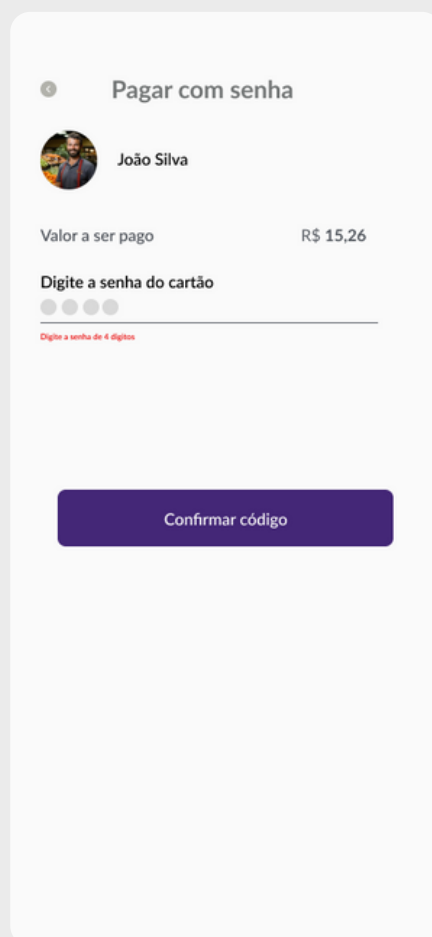 Pagar com senha
João Silva
Valor a ser pago R$ 15,26
Digite a senha do cartão
Digite a senha de 4 digitos
Confirmar código